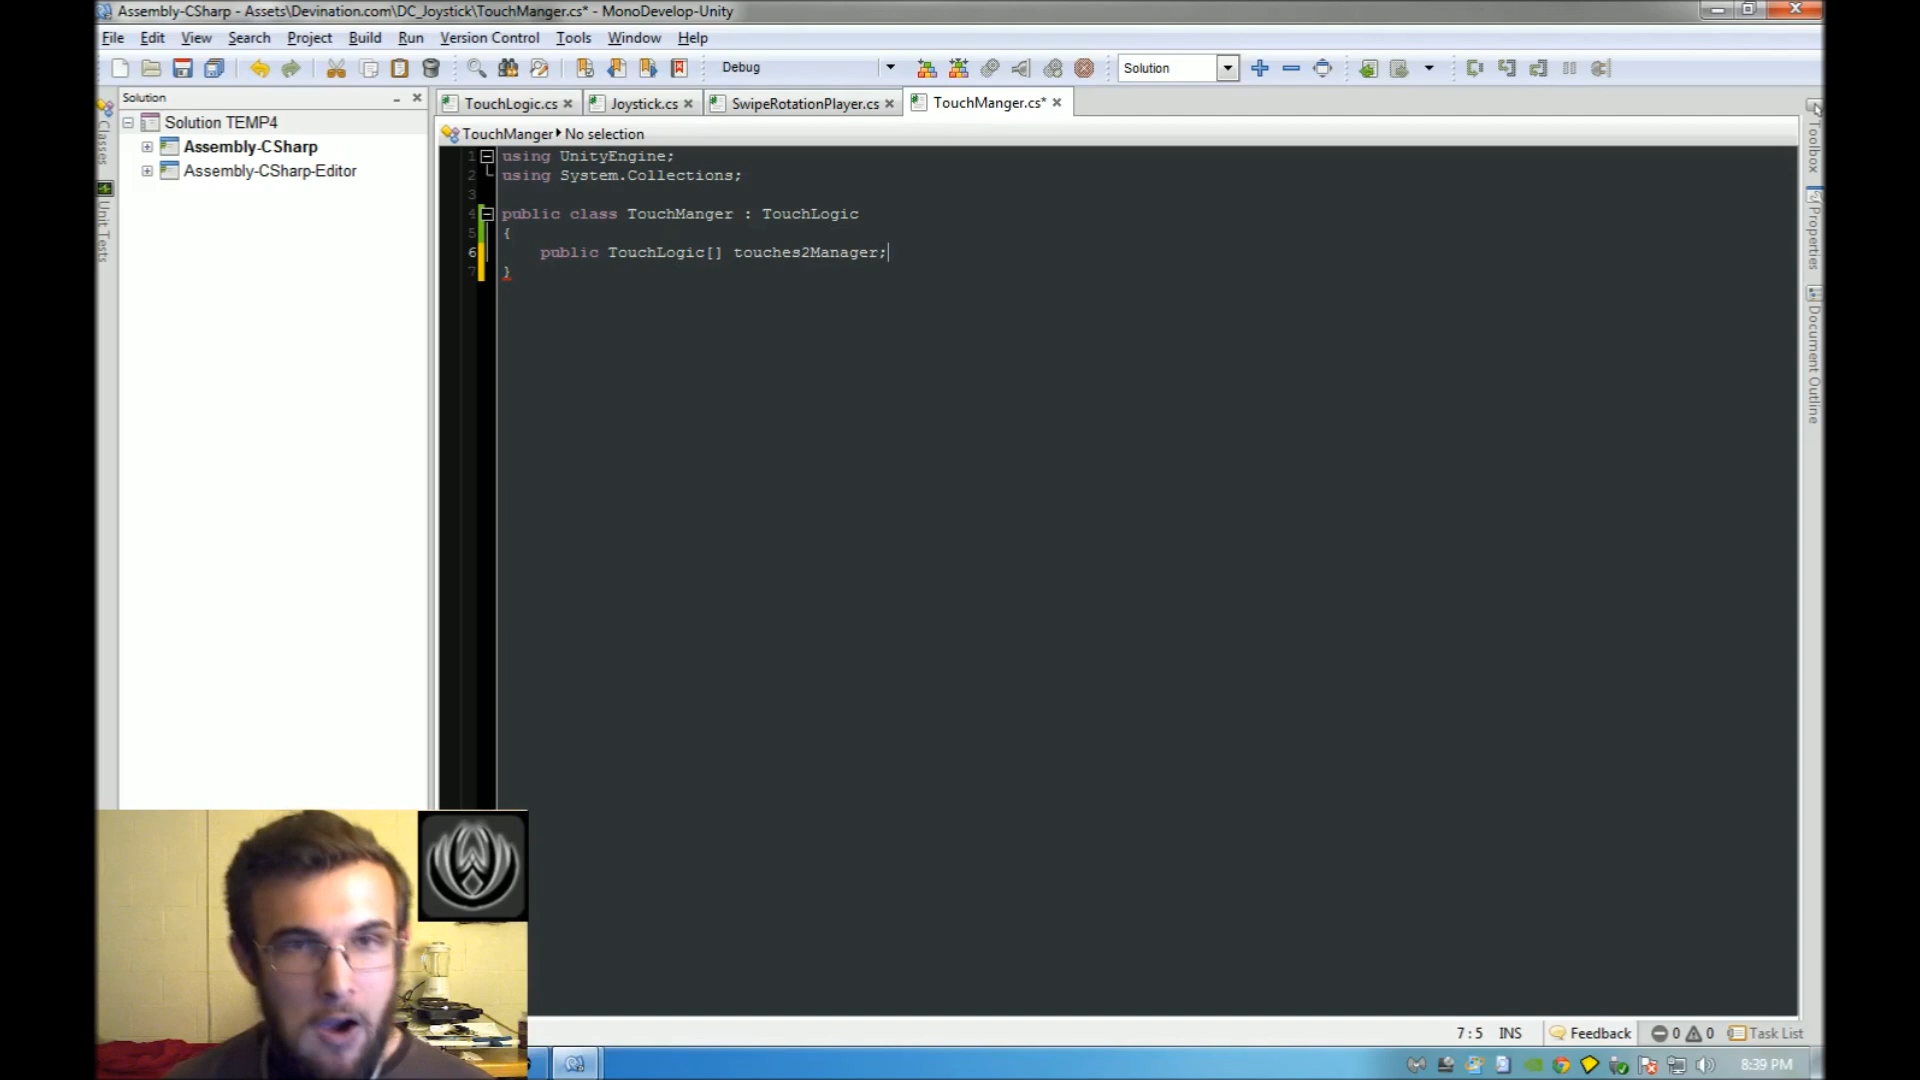 Assembly-CSharp - Assets\Devination.com\DC_Joystick\TouchManger.cs* - MonoDevelop-Unity
File Edit View Search Project Build Run Version Control Tools Window Help
Debug Solution
Solution
TouchLogic.cs Joystick.cs SwipeRotationPlayer.cs TouchManger.cs*
Solution TEMP4
Assembly-CSharp
Assembly-CSharp-Editor
TouchManger No selection
1 using UnityEngine;
2 using System.Collections;
3
4 public class TouchManger : TouchLogic
5 {
6 public TouchLogic[] touches2Manager;
7 }
Classes
Unit Tests
Toolbox
Properties
Document Outline
7 : 5 INS Feedback 0 0 Task List
8:39 PM